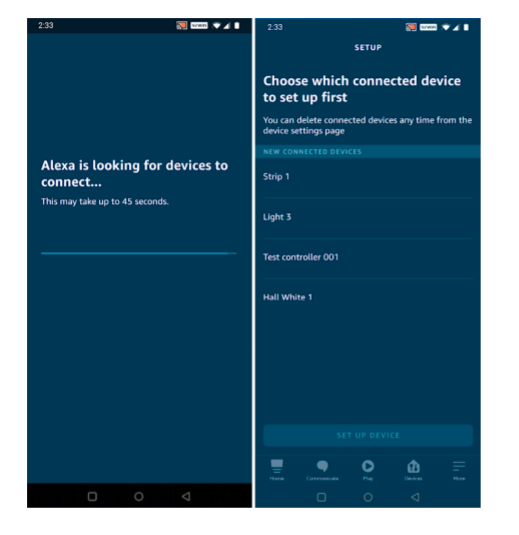 2:33
Alexa is looking for devices to
connect...
This may take up to 45 seconds.
2:33
SETUP
Choose which connected device
to set up first
You can delete connected devices any time from the
device settings page
NEW CONNECTED DEVICES
Strip 1
Light 3
Test controller 001
Hall White 1
SET UP DEVICE
Home
Communicate
Play
Devices
More